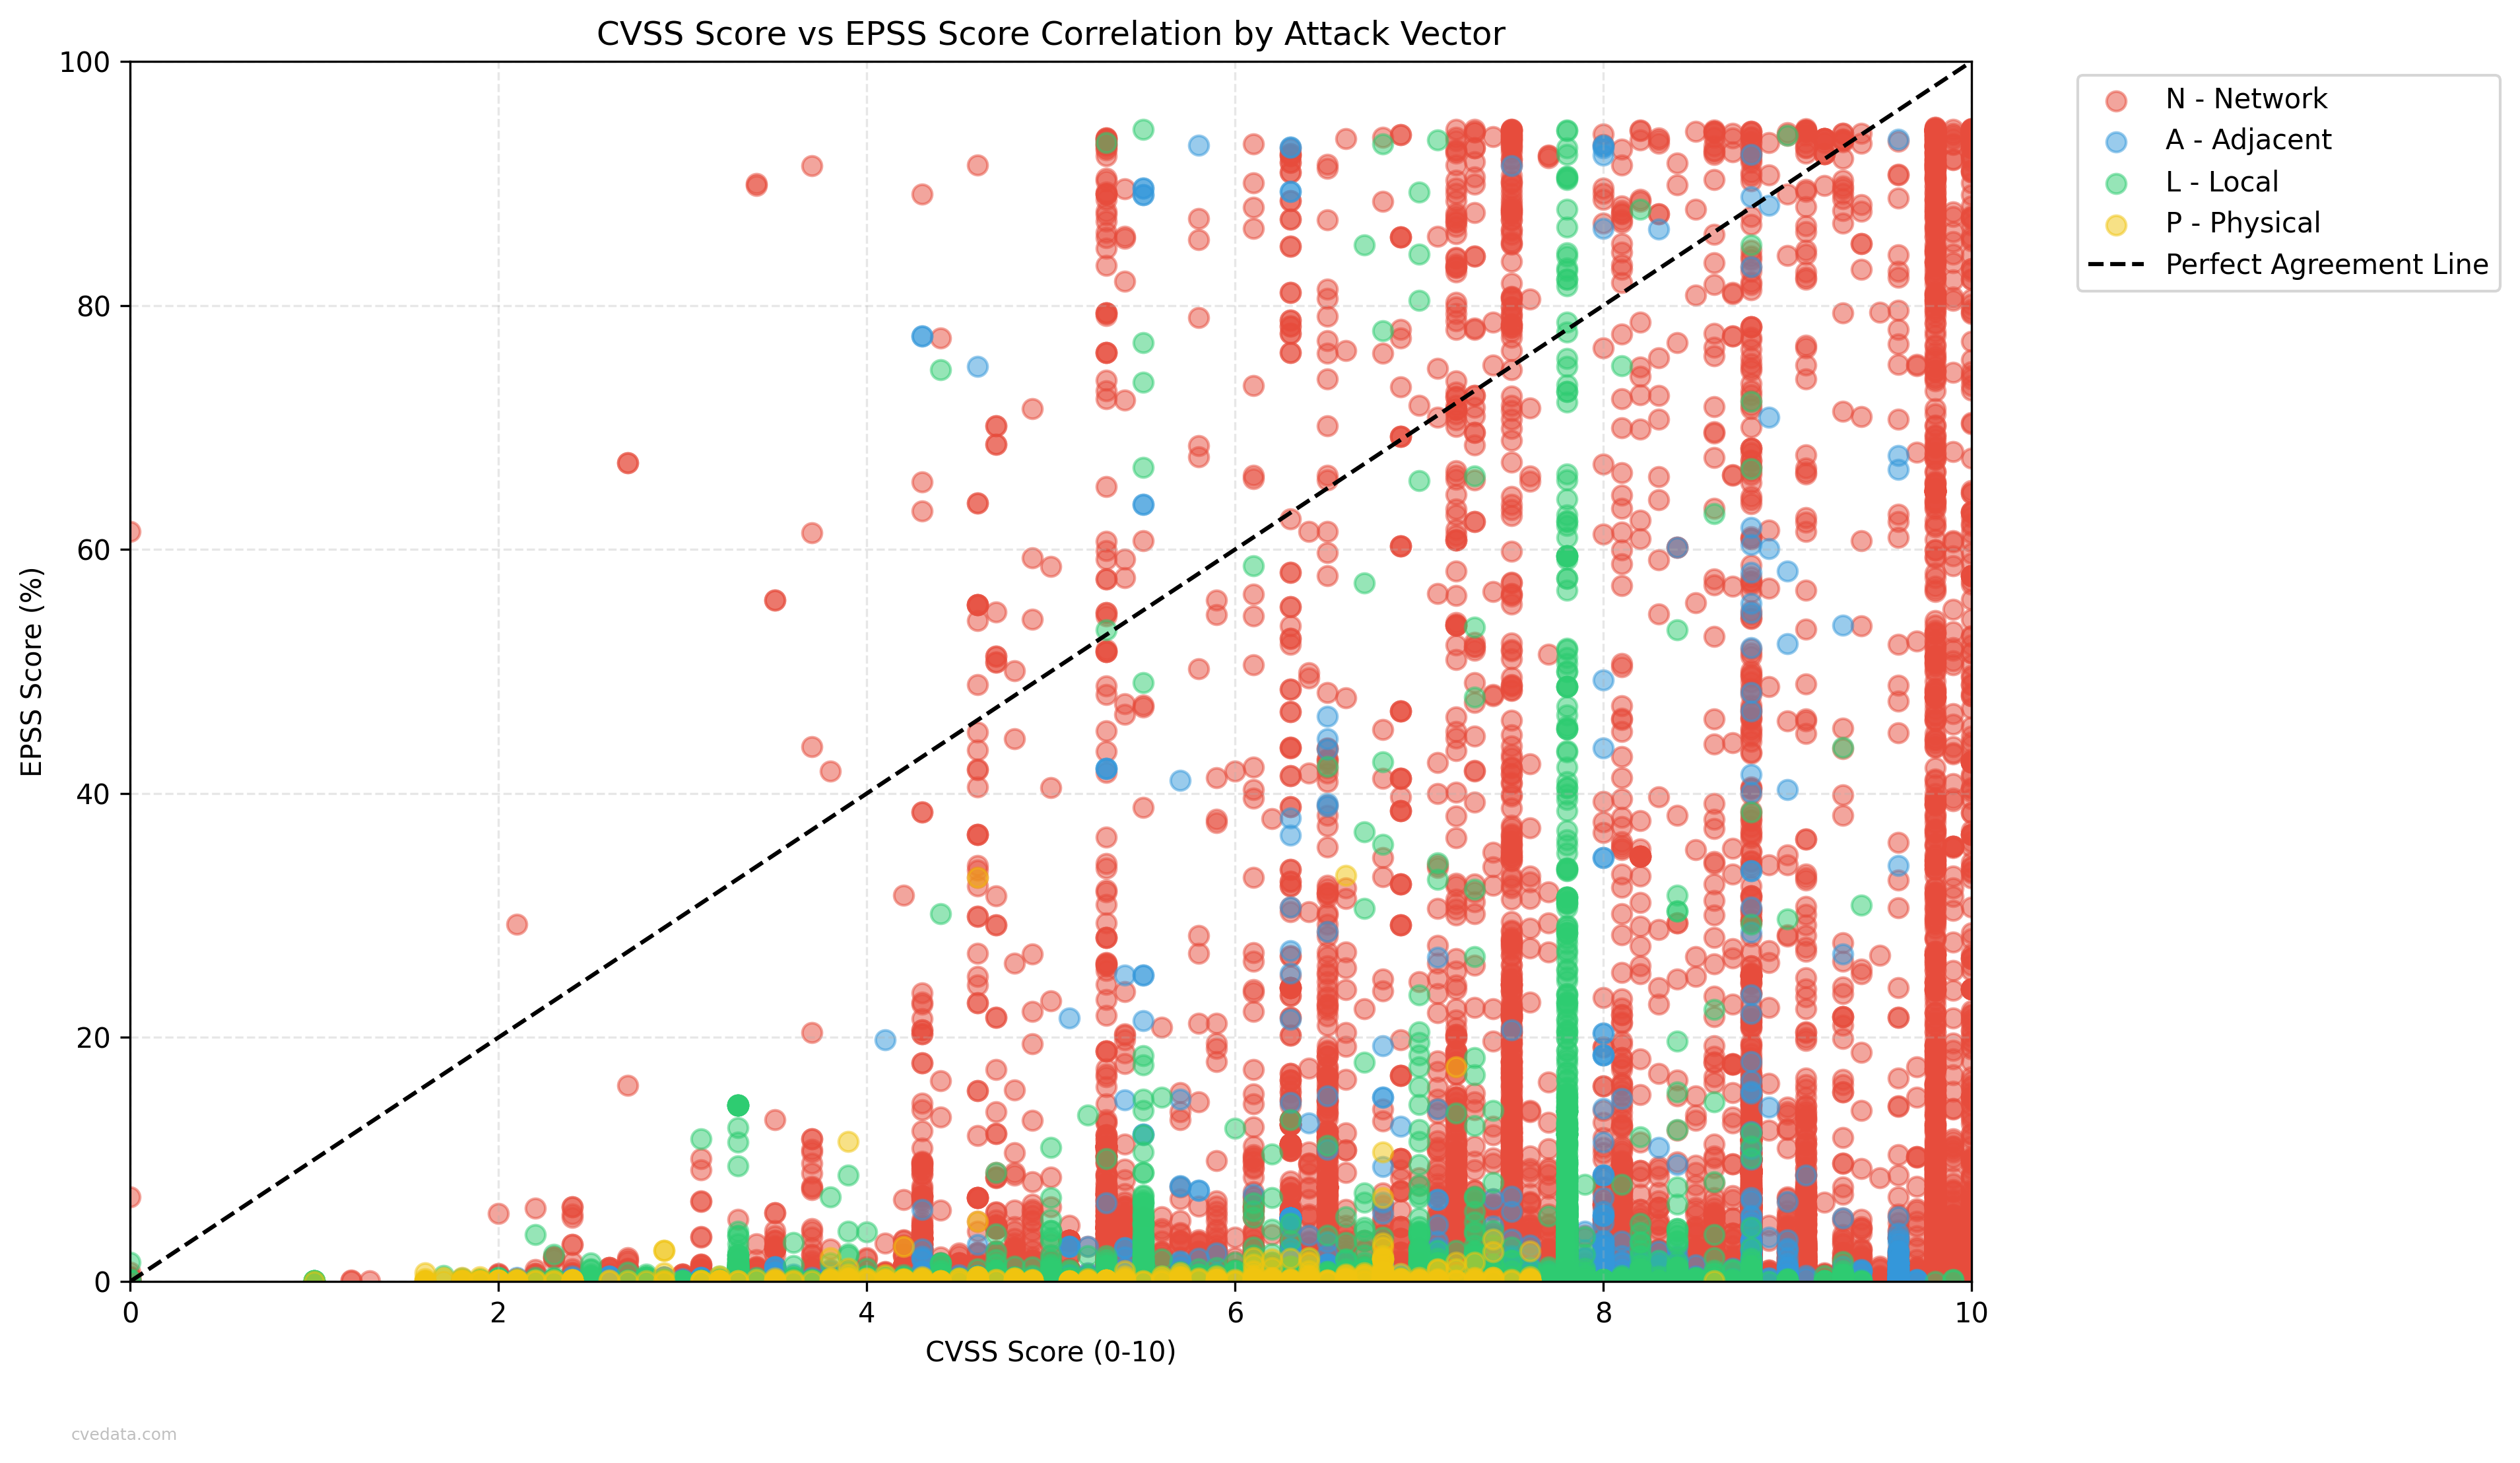 CVSS Score vs EPSS Score Correlation by Attack Vector
100
80
60
40
20
0
EPSS Score (%)
0 2 4 6 8 10
CVSS Score (0-10)
N - Network
A - Adjacent
L - Local
P - Physical
Perfect Agreement Line
cvedata.com